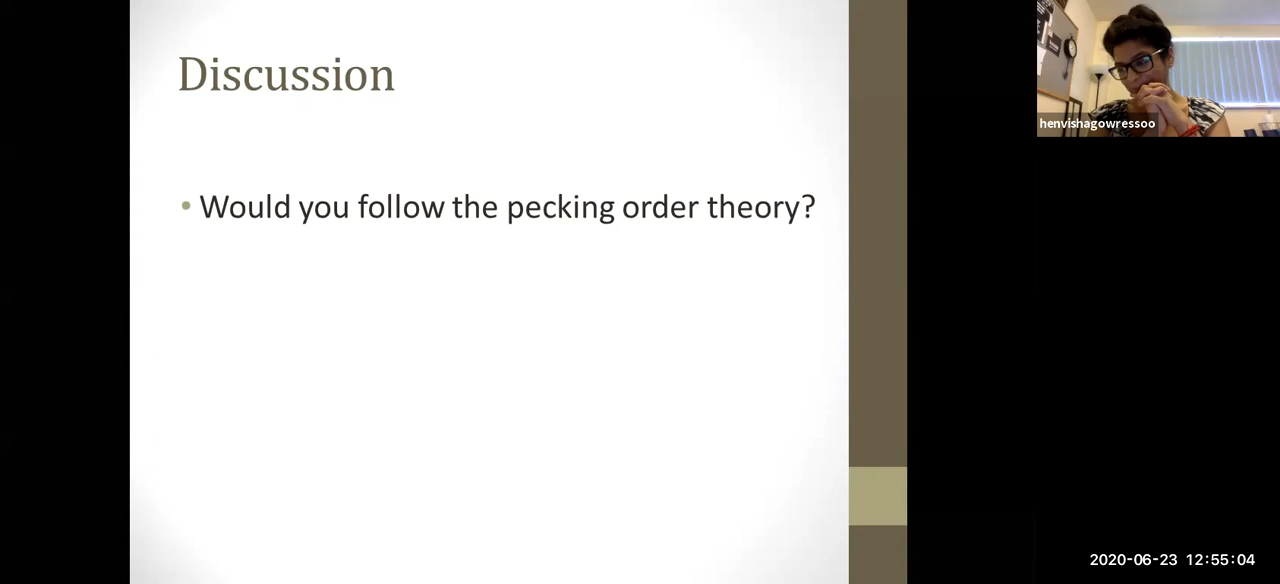 Discussion
• Would you follow the pecking order theory?
henvishagowressoo
2020-06-23 12:55:04